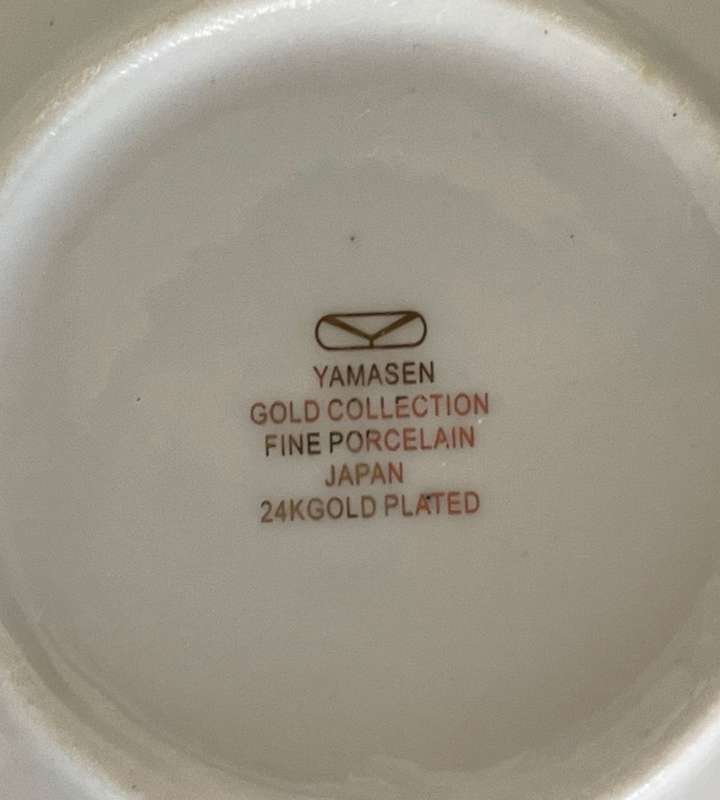 YAMASEN
GOLD COLLECTION
FINE PORCELAIN
JAPAN
24KGOLD PLATED